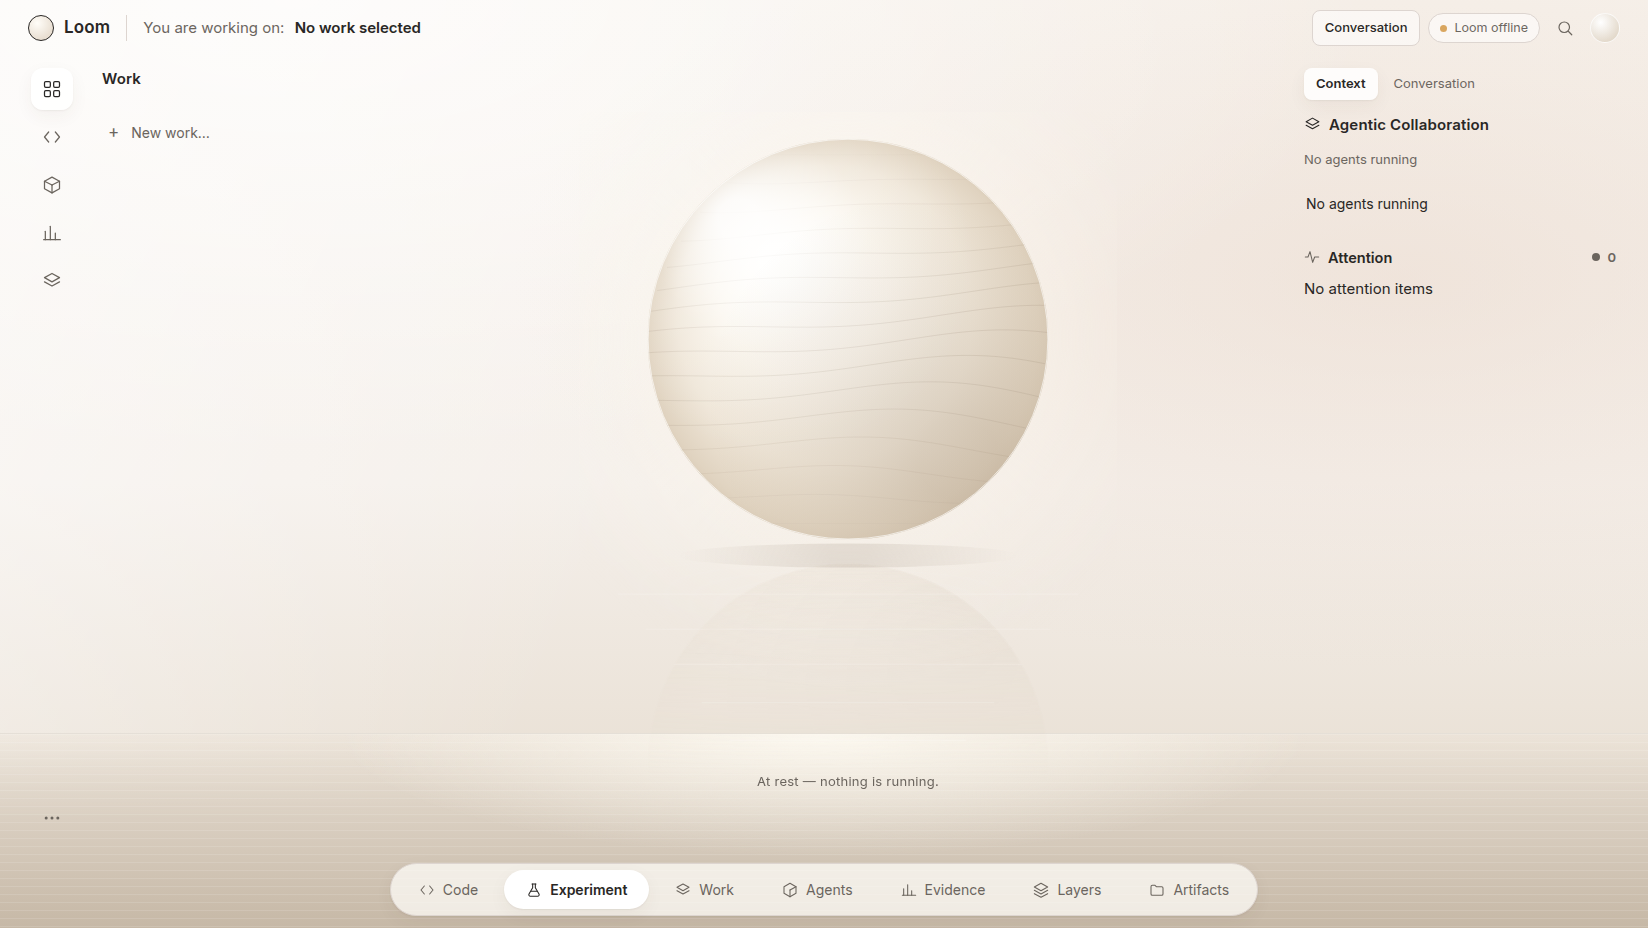 Loom
You are working on: No work selected
Conversation
Loom offline
Work
+ New work...
Context
Conversation
Agentic Collaboration
No agents running
No agents running
Attention
0
No attention items
At rest — nothing is running.
Code
Experiment
Work
Agents
Evidence
Layers
Artifacts